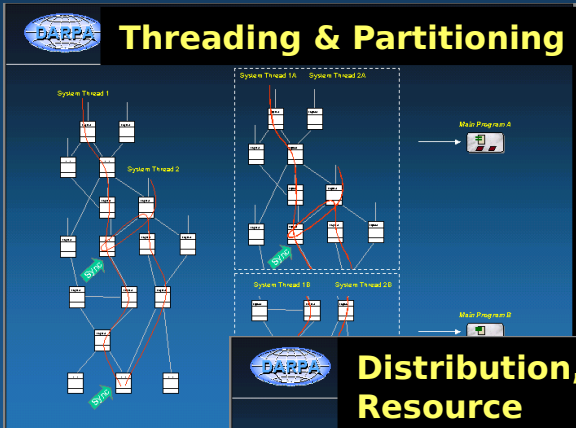 DARPA
Threading & Partitioning
System Thread 1A
System Thread 2A
System Thread 1
Main Program A
System Thread 2
Sync
Sync
System Thread 1B
System Thread 2B
Main Program B
DARPA
Distribution,
Resource
Sync